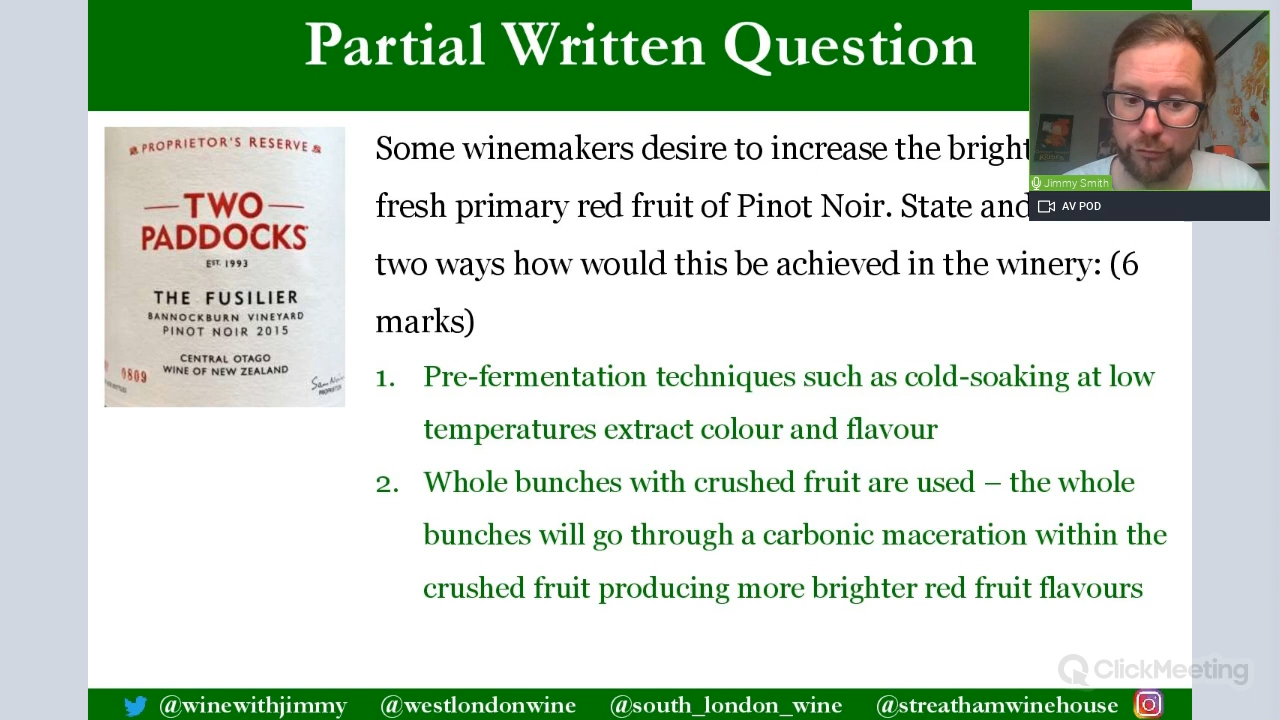 Partial Written Question
PROPRIETOR'S RESERVE
TWO
PADDOCKS
EST. 1993
THE FUSILIER
BANNOCKBURN VINEYARD
PINOT NOIR 2015
CENTRAL OTAGO
WINE OF NEW ZEALAND
0809
Some winemakers desire to increase the bright
fresh primary red fruit of Pinot Noir. State and
two ways how would this be achieved in the winery: (6
marks)
1. Pre-fermentation techniques such as cold-soaking at low
temperatures extract colour and flavour
2. Whole bunches with crushed fruit are used – the whole
bunches will go through a carbonic maceration within the
crushed fruit producing more brighter red fruit flavours
Jimmy Smith
AV POD
ClickMeeting
@winewithjimmy @westlondonwine @south_london_wine @streathamwinehouse